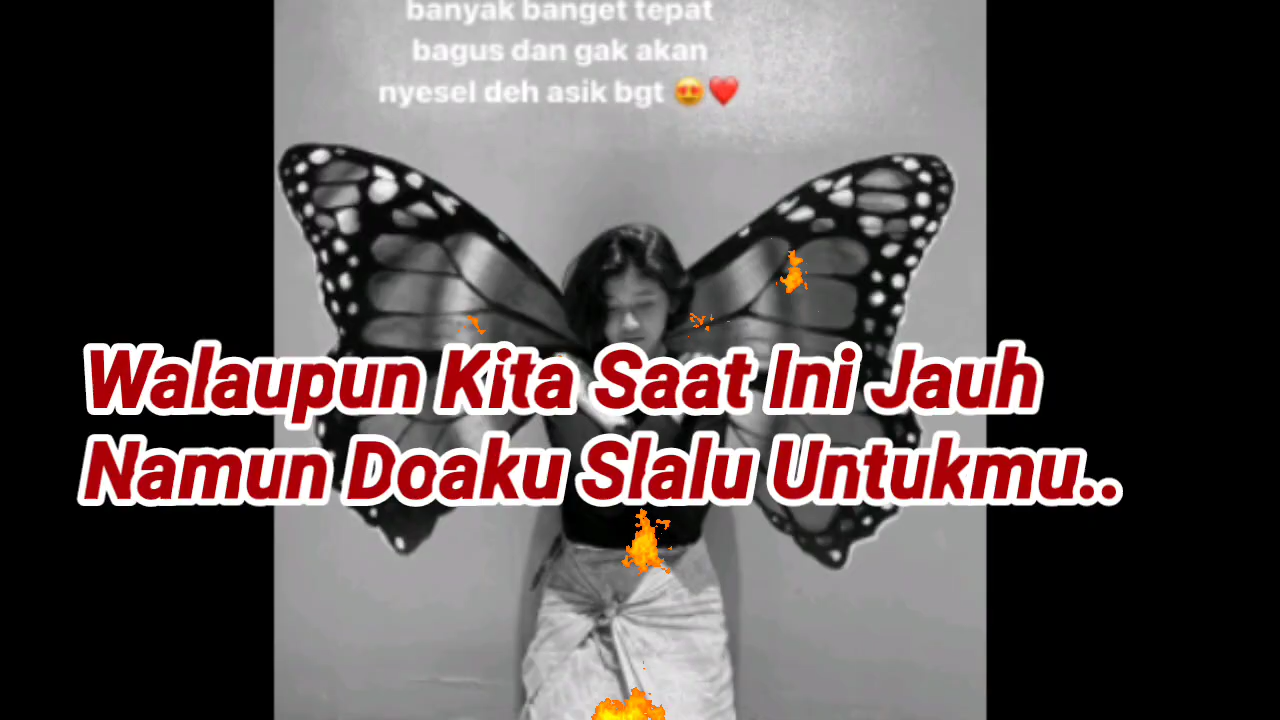 banyak banget tepat
bagus dan gak akan
nyesel deh asik bgt 😍❤️
Walaupun Kita Saat Ini Jauh
Namun Doaku Slalu Untukmu..